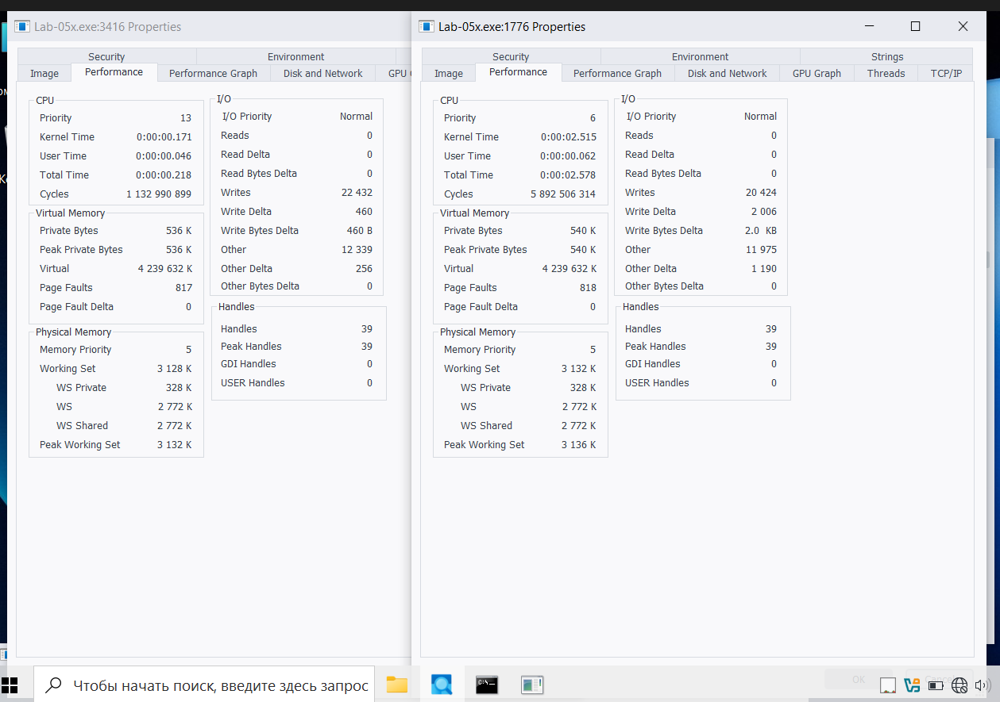 Lab-05x.exe:3416 Properties
Security Environment
Image Performance Performance Graph Disk and Network GPU
CPU
Priority 13
Kernel Time 0:00:00.171
User Time 0:00:00.046
Total Time 0:00:00.218
Cycles 1 132 990 899
Virtual Memory
Private Bytes 536 K
Peak Private Bytes 536 K
Virtual 4 239 632 K
Page Faults 817
Page Fault Delta 0
Physical Memory
Memory Priority 5
Working Set 3 128 K
WS Private 328 K
WS 2 772 K
WS Shared 2 772 K
Peak Working Set 3 132 K
I/O
I/O Priority Normal
Reads 0
Read Delta 0
Read Bytes Delta 0
Writes 22 432
Write Delta 460
Write Bytes Delta 460 B
Other 12 339
Other Delta 256
Other Bytes Delta 0
Handles
Handles 39
Peak Handles 39
GDI Handles 0
USER Handles 0
Lab-05x.exe:1776 Properties
Security Environment Strings
Image Performance Performance Graph Disk and Network GPU Graph Threads TCP/IP
CPU
Priority 6
Kernel Time 0:00:02.515
User Time 0:00:00.062
Total Time 0:00:02.578
Cycles 5 892 506 314
Virtual Memory
Private Bytes 540 K
Peak Private Bytes 540 K
Virtual 4 239 632 K
Page Faults 818
Page Fault Delta 0
Physical Memory
Memory Priority 5
Working Set 3 132 K
WS Private 328 K
WS 2 772 K
WS Shared 2 772 K
Peak Working Set 3 136 K
I/O
I/O Priority Normal
Reads 0
Read Delta 0
Read Bytes Delta 0
Writes 20 424
Write Delta 2 006
Write Bytes Delta 2.0 KB
Other 11 975
Other Delta 1 190
Other Bytes Delta 0
Handles
Handles 39
Peak Handles 39
GDI Handles 0
USER Handles 0
OK Cancel
Чтобы начать поиск, введите здесь запрос